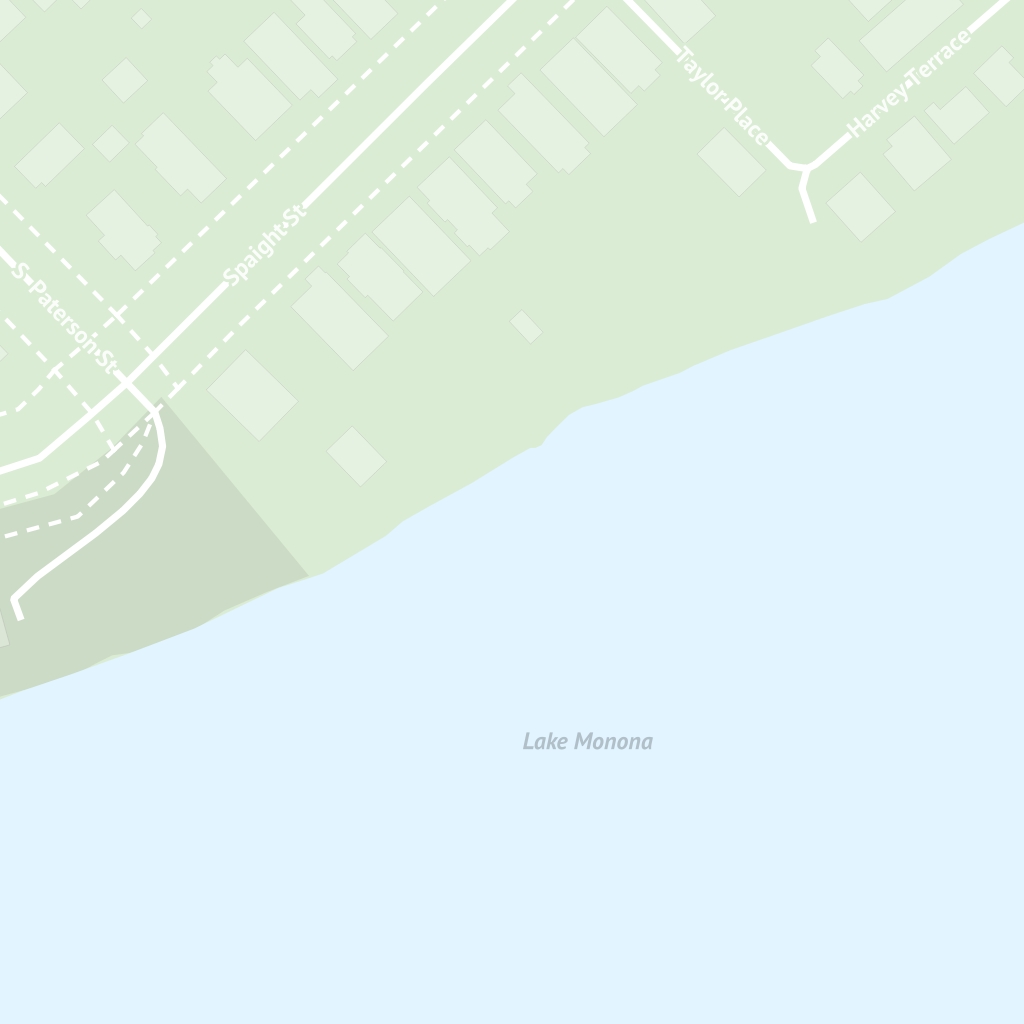 Taylor Place
Harvey Terrace
Spaight St
S. Paterson St
Lake Monona